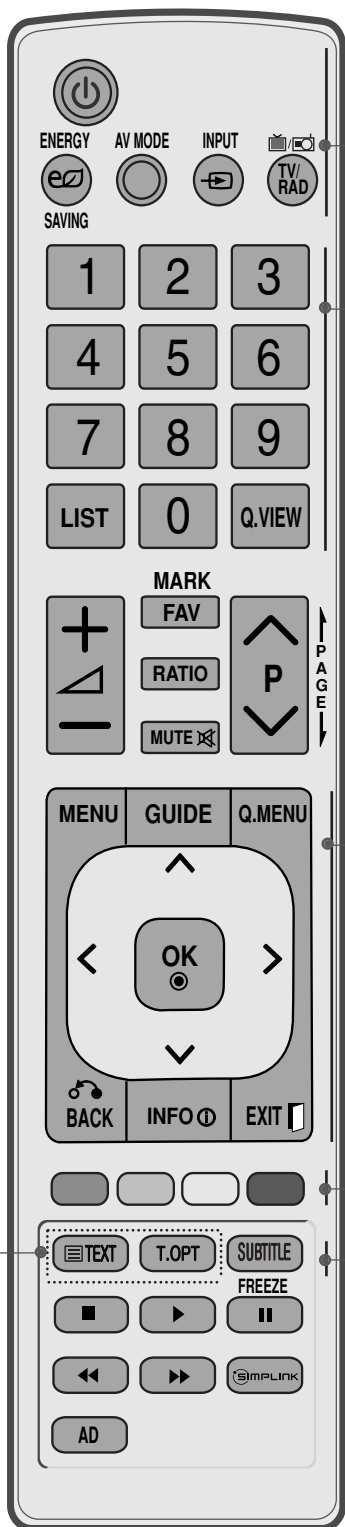 ENERGY AV MODE INPUT
TV/
RAD
SAVING
1 2 3
4 5 6
7 8 9
LIST 0 Q.VIEW
MARK
FAV
RATIO
P
PAGE
MUTE
MENU GUIDE Q.MENU
OK
BACK INFO EXIT
TEXT T.OPT SUBTITLE
FREEZE
SIMPLINK
AD